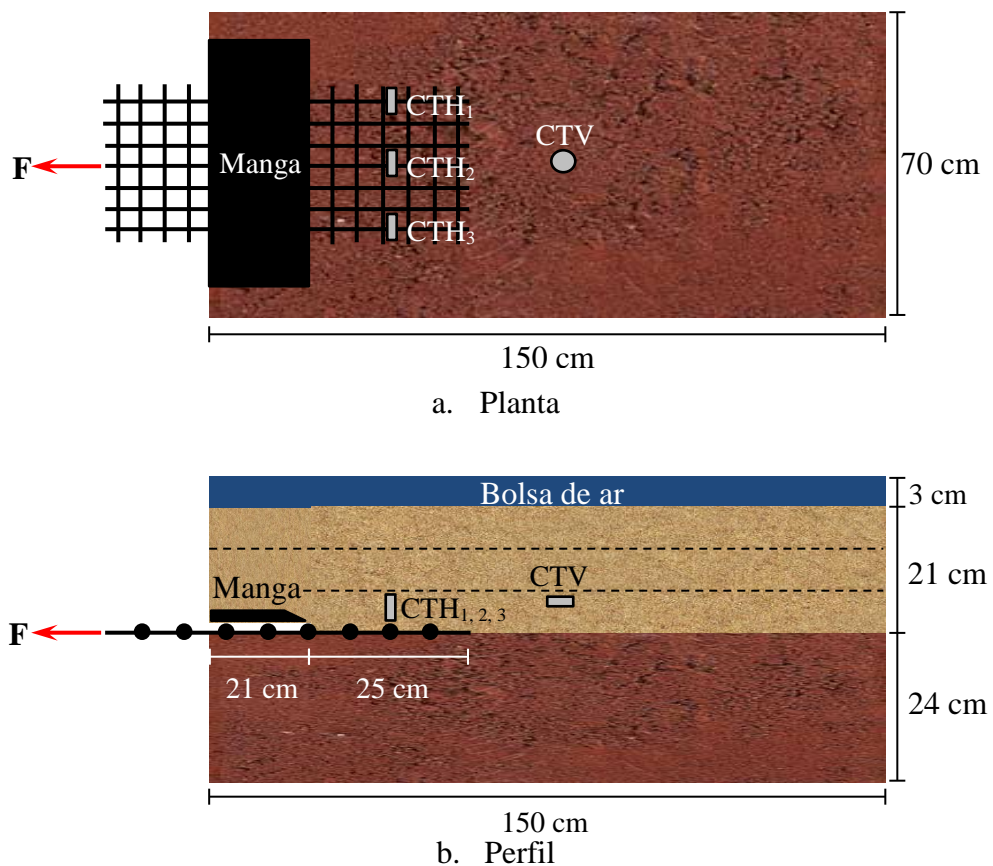 CTH₁
CTV
F
Manga
CTH₂
70 cm
CTH₃
150 cm
a. Planta
Bolsa de ar
3 cm
CTV
21 cm
Manga
CTH₁, ₂, ₃
F
21 cm
25 cm
24 cm
150 cm
b. Perfil